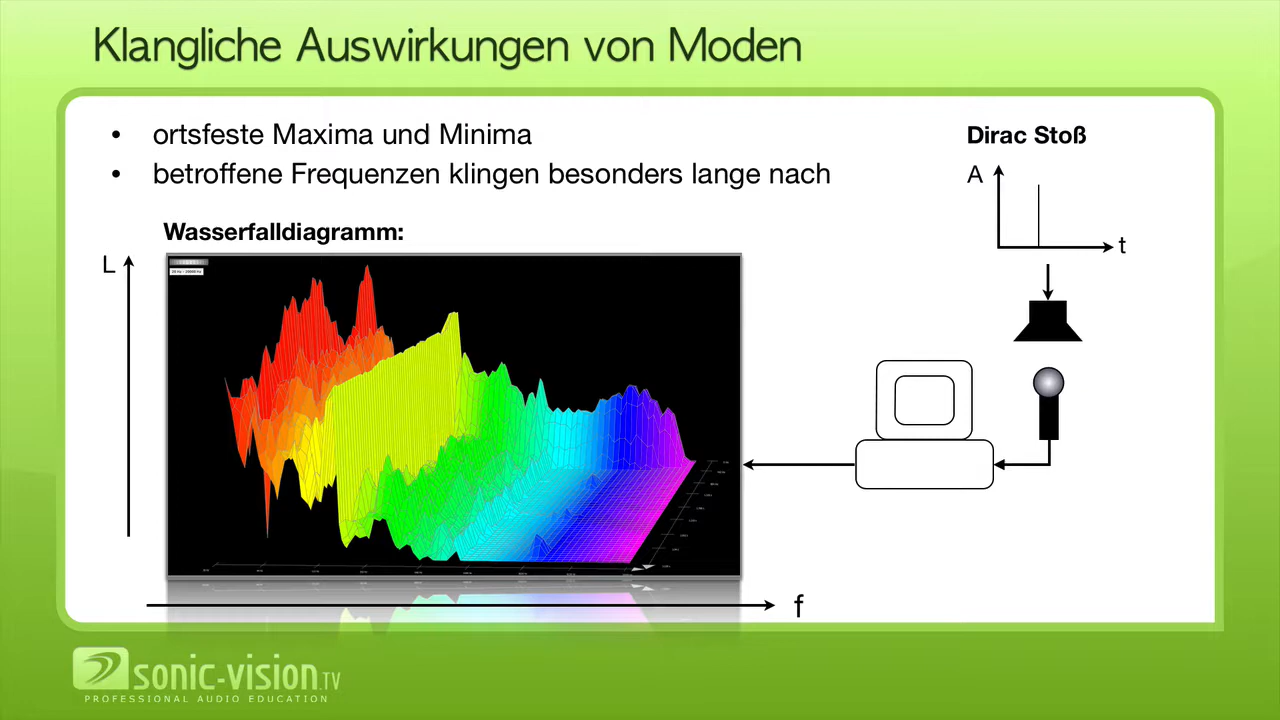 Klangliche Auswirkungen von Moden
• ortsfeste Maxima und Minima
• betroffene Frequenzen klingen besonders lange nach
Dirac Stoß
A
t
Wasserfalldiagramm:
L
f
sonic-vision.TV
PROFESSIONAL AUDIO EDUCATION